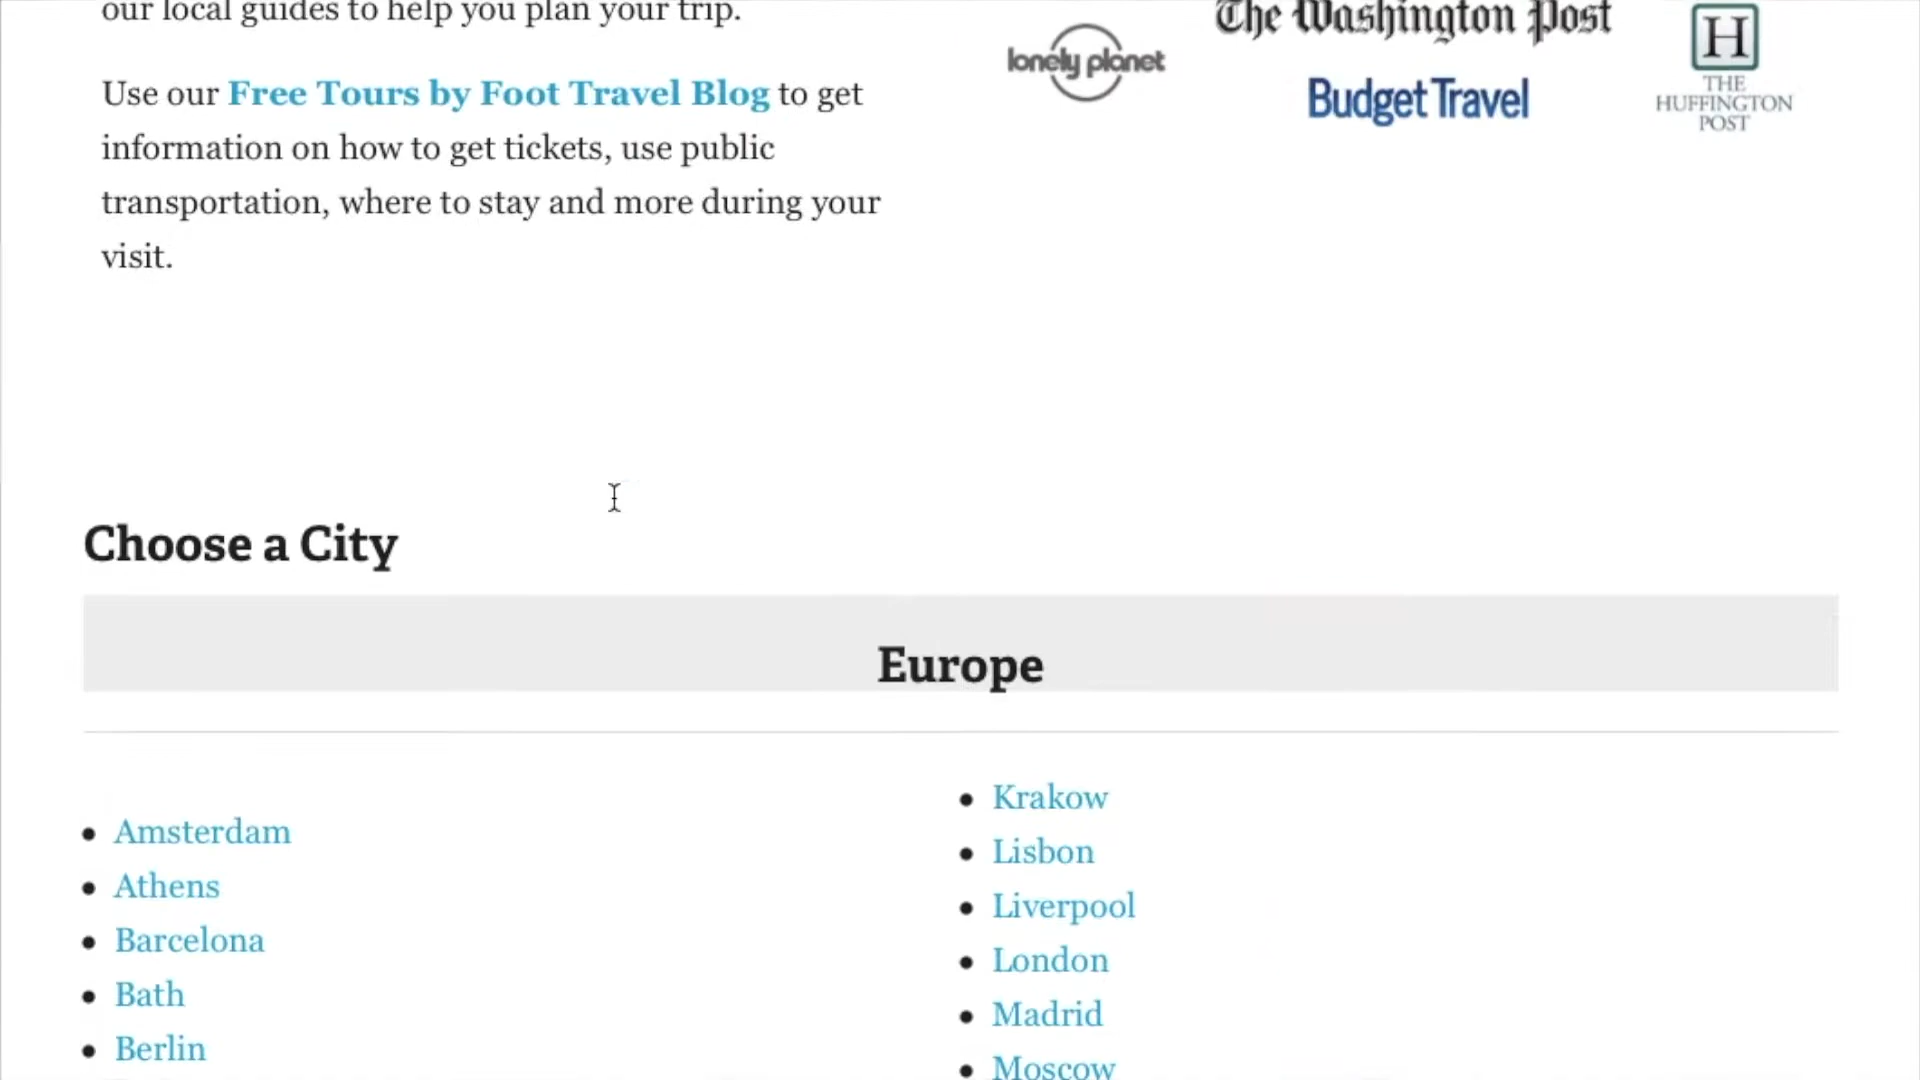 our local guides to help you plan your trip.
Use our Free Tours by Foot Travel Blog to get
information on how to get tickets, use public
transportation, where to stay and more during your
visit.
lonely planet
The Washington Post
Budget Travel
H
THE
HUFFINGTON
POST
Choose a City
Europe
Amsterdam
Athens
Barcelona
Bath
Berlin
Krakow
Lisbon
Liverpool
London
Madrid
Moscow